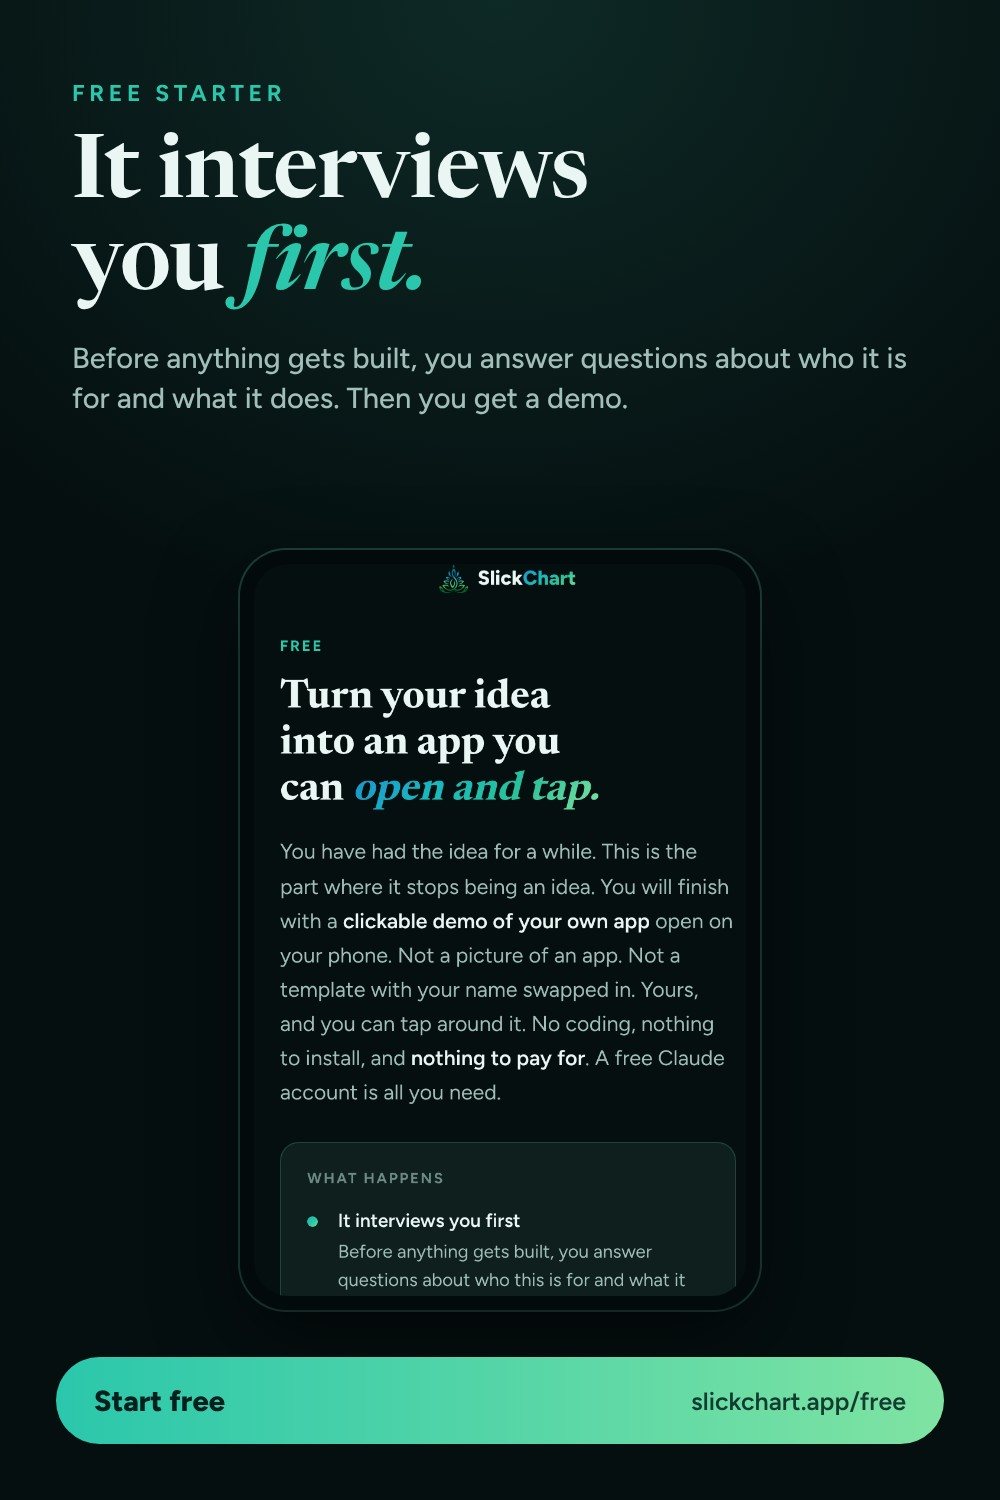 FREE STARTER
It interviews
you first.
Before anything gets built, you answer questions about who it is
for and what it does. Then you get a demo.
SlickChart
FREE
Turn your idea
into an app you
can open and tap.
You have had the idea for a while. This is the
part where it stops being an idea. You will finish
with a clickable demo of your own app open on
your phone. Not a picture of an app. Not a
template with your name swapped in. Yours,
and you can tap around it. No coding, nothing
to install, and nothing to pay for. A free Claude
account is all you need.
WHAT HAPPENS
It interviews you first
Before anything gets built, you answer
questions about who this is for and what it
Start free
slickchart.app/free